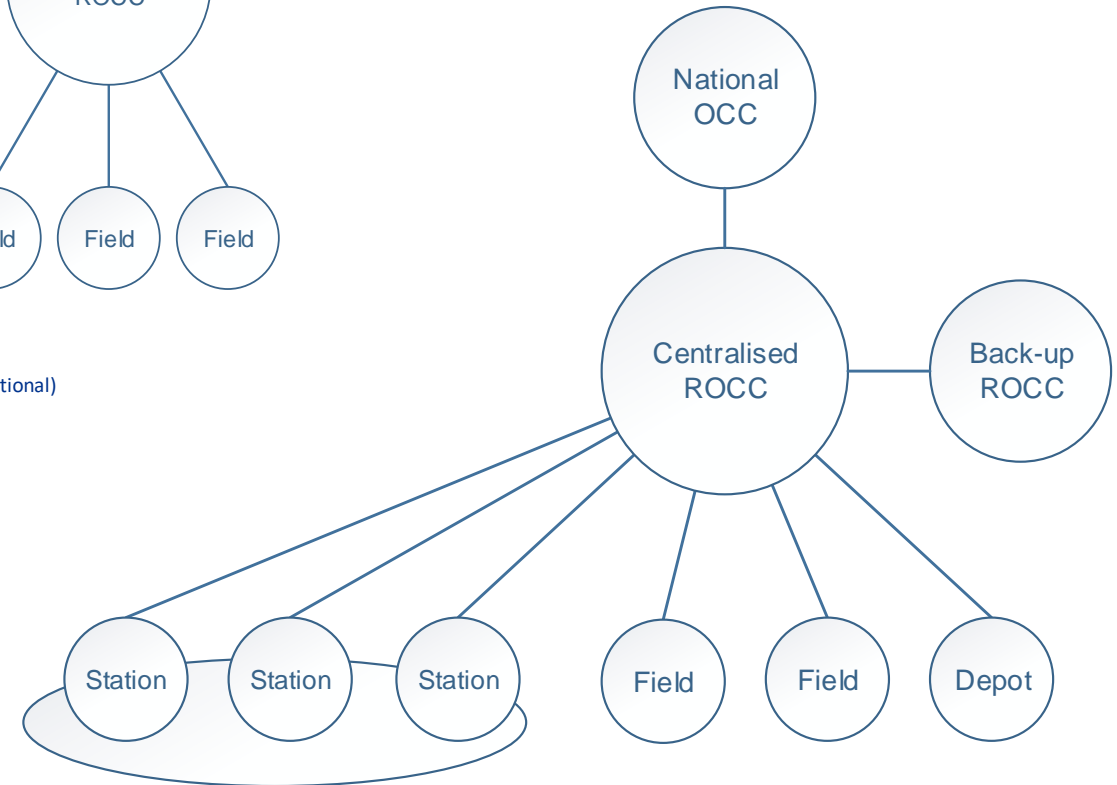 National
OCC
Field
Field
Centralised
ROCC
Back-up
ROCC
Station
Station
Station
Field
Field
Depot